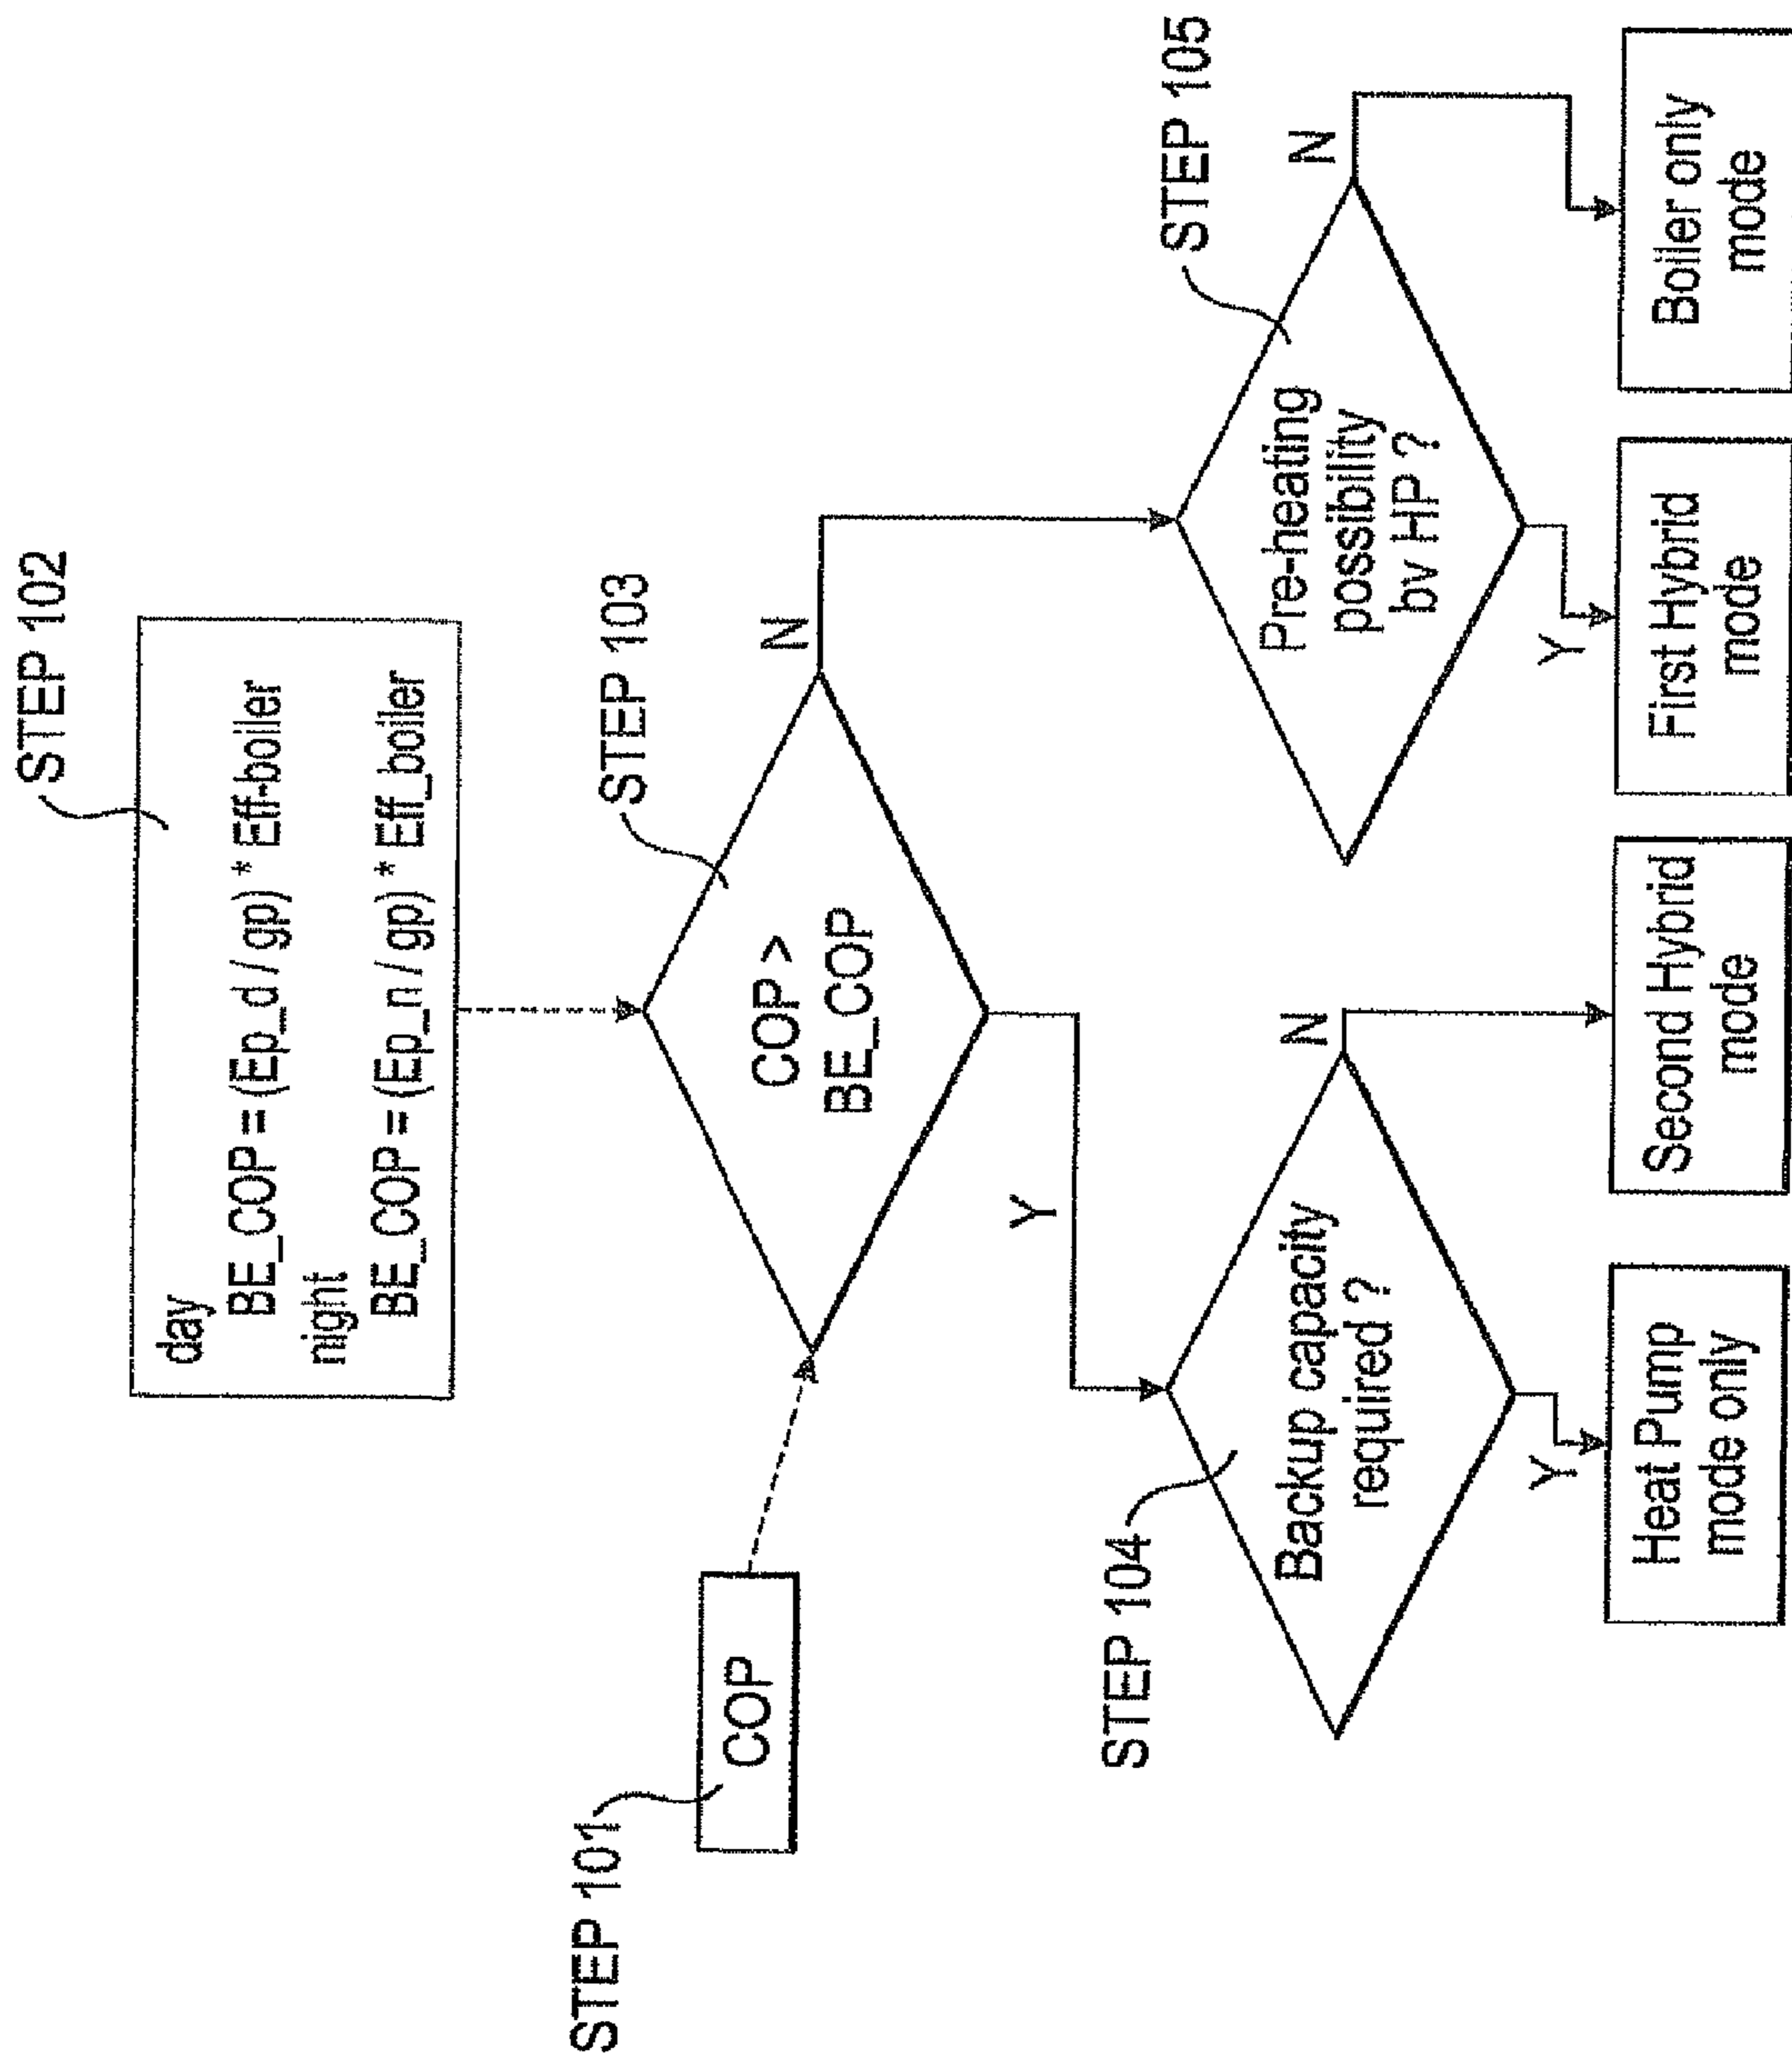 STEP 102
day
BE_COP = (Ep_d / gp) * Eff-boiler
night
BE_COP = (Ep_n / gp) * Eff_boiler
STEP 101
COP
STEP 103
COP >
BE_COP
Y
N
STEP 104
Backup capacity
required ?
Y
N
STEP 105
Pre-heating
possibility
bv HP ?
Y
N
Heat Pump
mode only
Second Hybrid
mode
First Hybrid
mode
Boiler only
mode